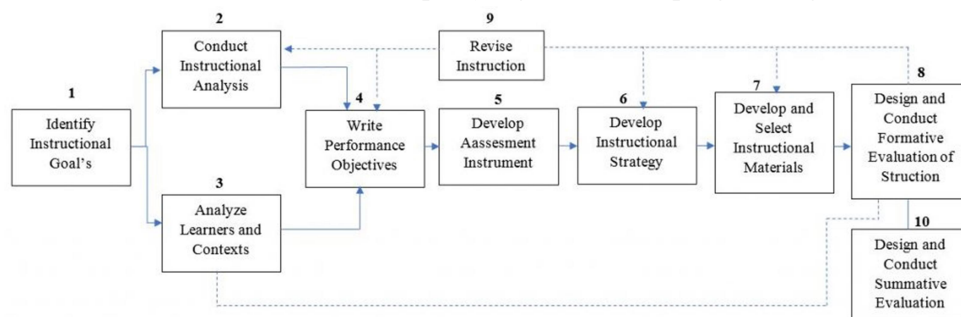 1
Identify
Instructional
Goal's
2
Conduct
Instructional
Analysis
3
Analyze
Learners and
Contexts
4
Write
Performance
Objectives
5
Develop
Aassesment
Instrument
6
Develop
Instructional
Strategy
7
Develop and
Select
Instructional
Materials
8
Design and
Conduct
Formative
Evaluation of
Struction
9
Revise
Instruction
10
Design and
Conduct
Summative
Evaluation